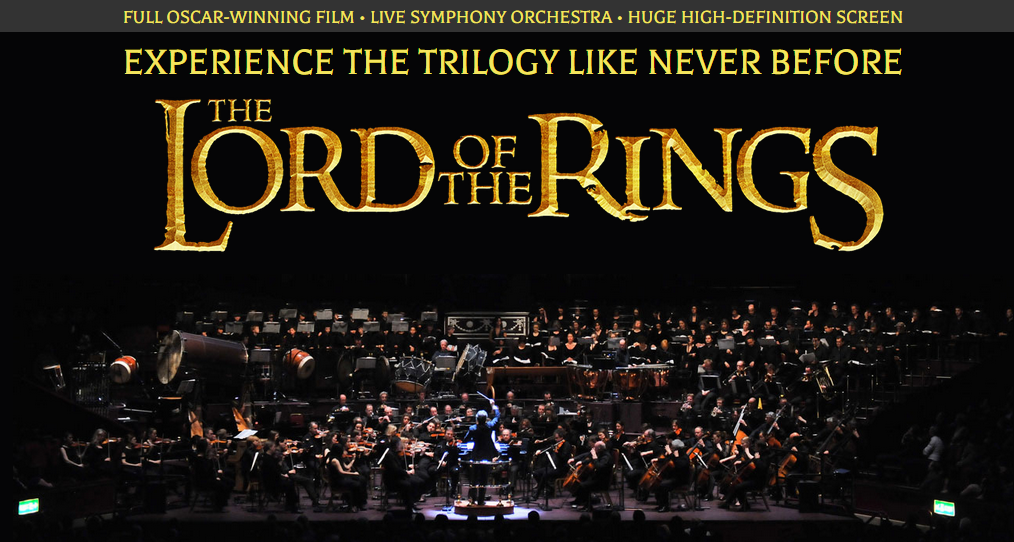 FULL OSCAR-WINNING FILM • LIVE SYMPHONY ORCHESTRA • HUGE HIGH-DEFINITION SCREEN
EXPERIENCE THE TRILOGY LIKE NEVER BEFORE
THE
LORD OF THE RINGS